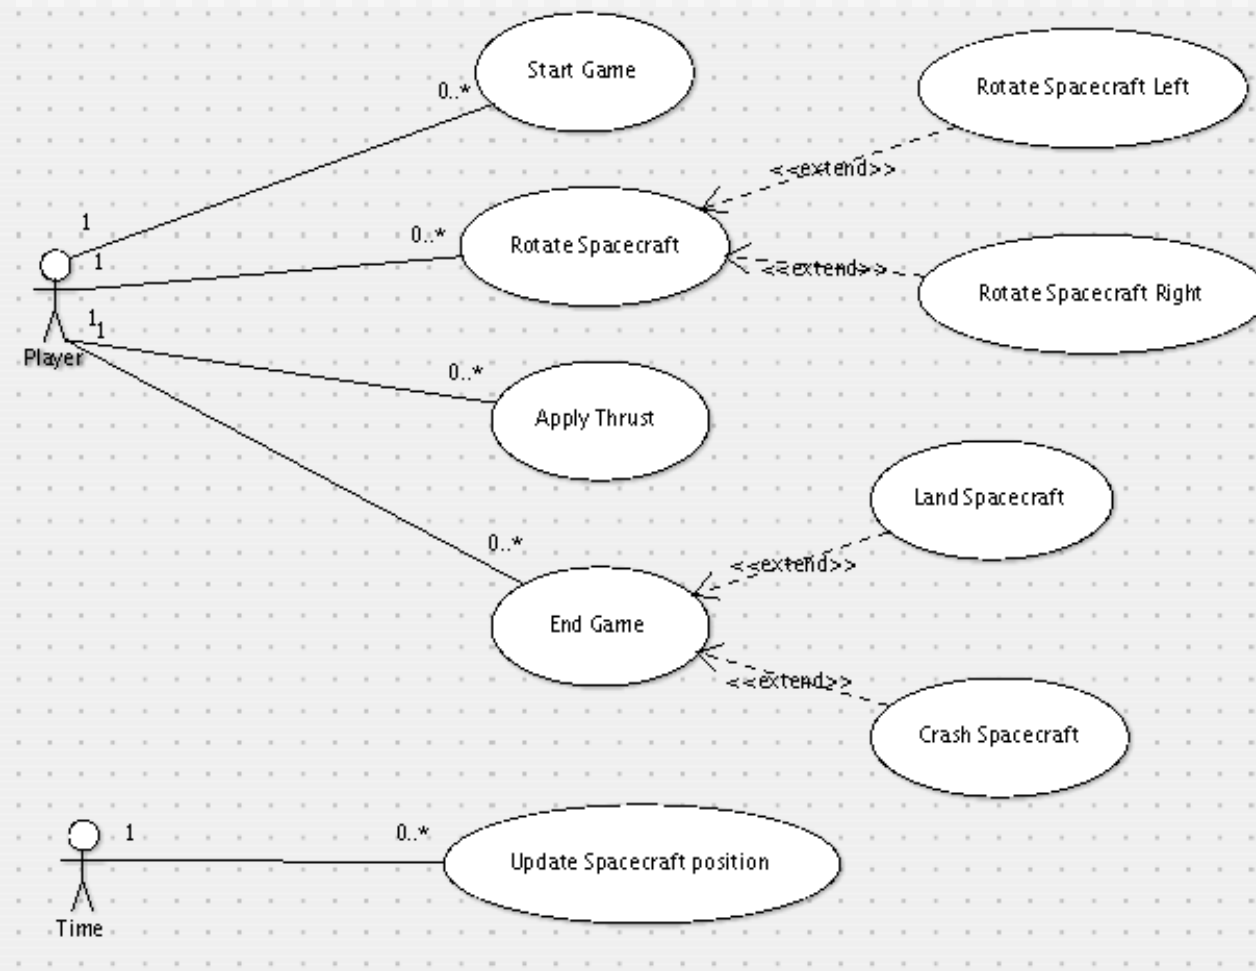 Start Game
0..*
Rotate Spacecraft Left
<<extend>>
1
0..*
Rotate Spacecraft
1
<<extend>>
Rotate Spacecraft Right
1
1
Player
0..*
Apply Thrust
Land Spacecraft
0..*
<<extend>>
End Game
<<extend>>
Crash Spacecraft
1
0..*
Update Spacecraft position
Time